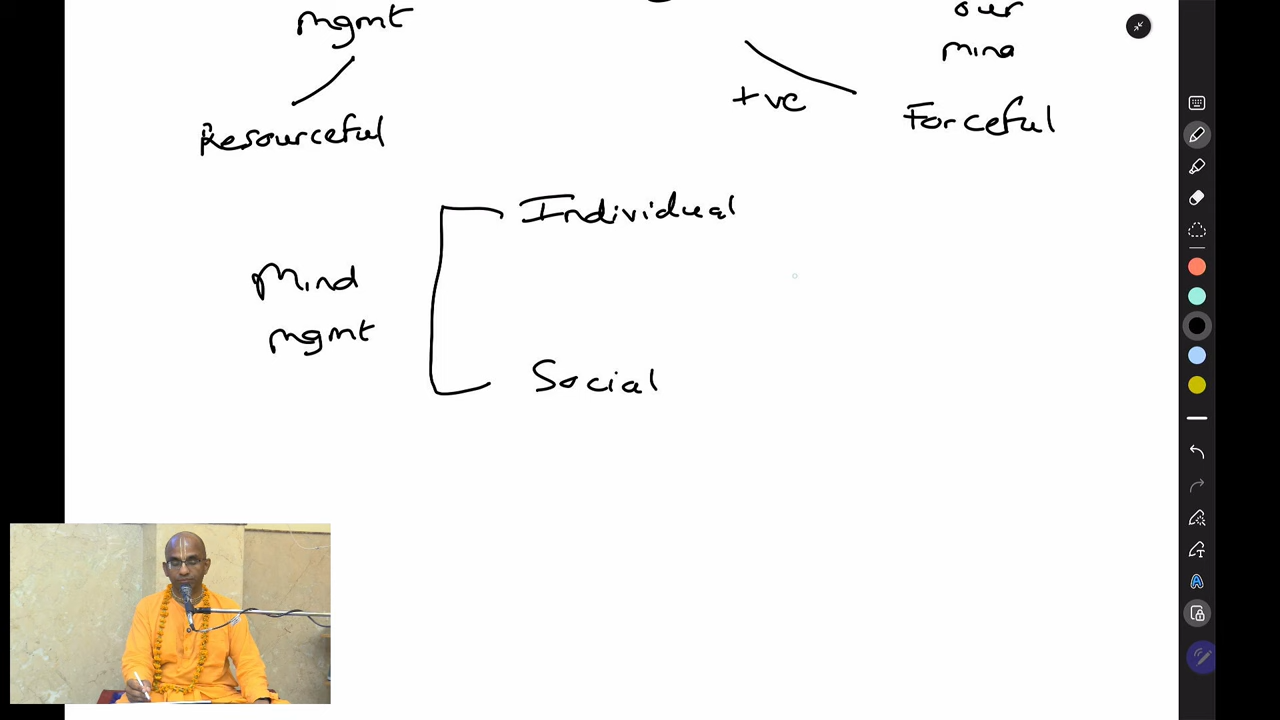 mgmt
our
mind
Resourceful
+ve
Forceful
Individual
Mind
mgmt
Social